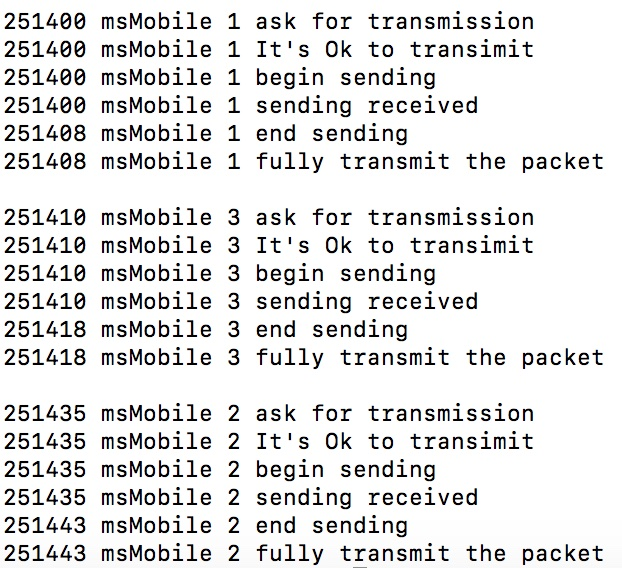 251400 msMobile 1 ask for transmission
251400 msMobile 1 It's Ok to transimit
251400 msMobile 1 begin sending
251400 msMobile 1 sending received
251408 msMobile 1 end sending
251408 msMobile 1 fully transmit the packet
251410 msMobile 3 ask for transmission
251410 msMobile 3 It's Ok to transimit
251410 msMobile 3 begin sending
251410 msMobile 3 sending received
251418 msMobile 3 end sending
251418 msMobile 3 fully transmit the packet
251435 msMobile 2 ask for transmission
251435 msMobile 2 It's Ok to transimit
251435 msMobile 2 begin sending
251435 msMobile 2 sending received
251443 msMobile 2 end sending
251443 msMobile 2 fully transmit the packet